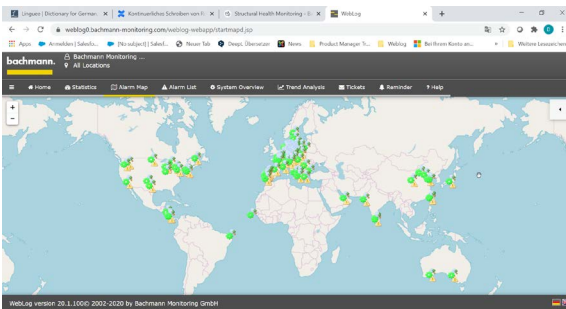 Linguee | Dictionary for German
Kontinuierliches Schreiben von
Structural Health Monitoring -
WebLog
weblog0.bachmann-monitoring.com/weblog-webapp/startmapd.jsp
Apps
Anmelden | Salesfo...
[No subject] | Salesf...
Neuer Tab
DeepL Übersetzer
News
Product Manager Tr...
Weblog
Bei Ihrem Konto an...
bachmann.
Bachmann Monitoring ...
All Locations
Home
Statistics
Alarm Map
Alarm List
System Overview
Trend Analysis
Tickets
Reminder
? Help
+
−
WebLog version 20.1.100© 2002-2020 by Bachmann Monitoring GmbH